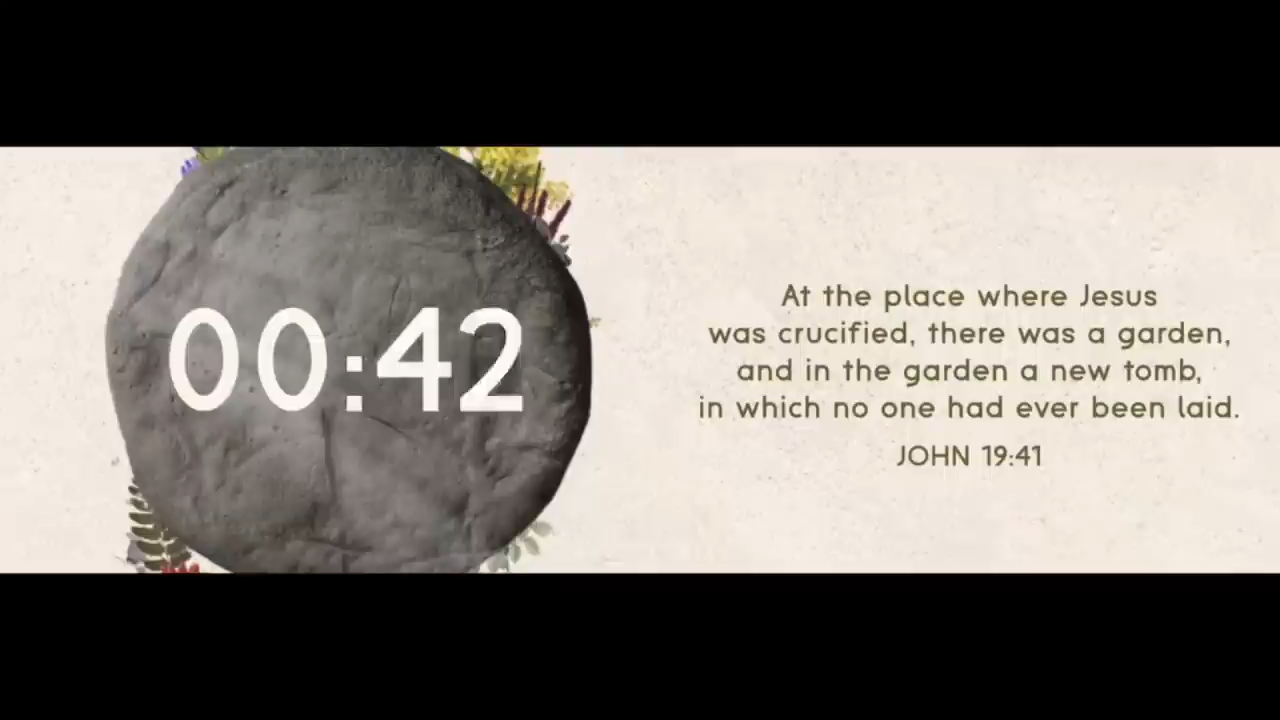 00:42
At the place where Jesus
was crucified, there was a garden,
and in the garden a new tomb,
in which no one had ever been laid.
JOHN 19:41